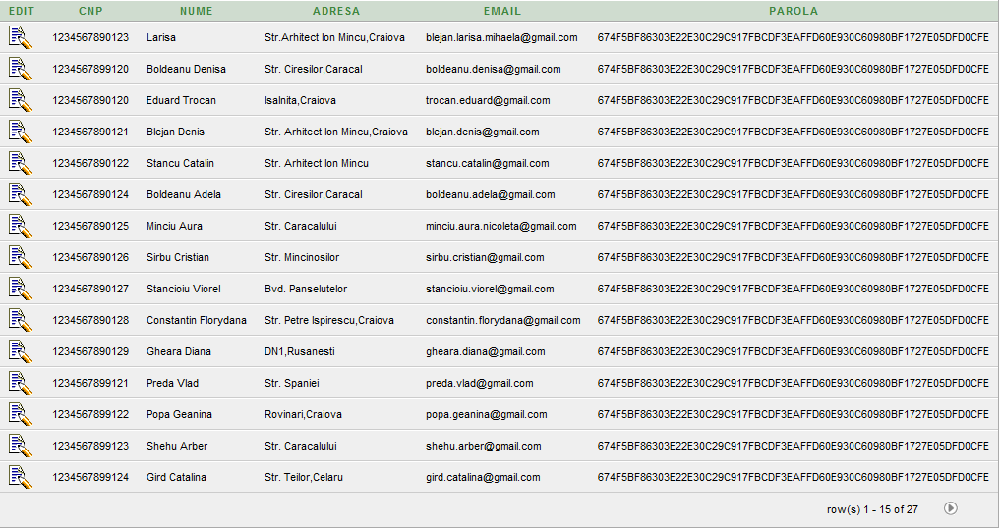 EDIT CNP NUME ADRESA EMAIL PAROLA
1234567890123 Larisa Str.Arhitect Ion Mincu,Craiova blejan.larisa.mihaela@gmail.com 674F5BF86303E22E30C29C917FBCDF3EAFFD60E930C60980BF1727E05DFD0CFE
1234567899120 Boldeanu Denisa Str. Ciresilor,Caracal boldeanu.denisa@gmail.com 674F5BF86303E22E30C29C917FBCDF3EAFFD60E930C60980BF1727E05DFD0CFE
1234567890120 Eduard Trocan Isalnita,Craiova trocan.eduard@gmail.com 674F5BF86303E22E30C29C917FBCDF3EAFFD60E930C60980BF1727E05DFD0CFE
1234567890121 Blejan Denis Str. Arhitect Ion Mincu,Craiova blejan.denis@gmail.com 674F5BF86303E22E30C29C917FBCDF3EAFFD60E930C60980BF1727E05DFD0CFE
1234567890122 Stancu Catalin Str. Arhitect Ion Mincu stancu.catalin@gmail.com 674F5BF86303E22E30C29C917FBCDF3EAFFD60E930C60980BF1727E05DFD0CFE
1234567890124 Boldeanu Adela Str. Ciresilor,Caracal boldeanu.adela@gmail.com 674F5BF86303E22E30C29C917FBCDF3EAFFD60E930C60980BF1727E05DFD0CFE
1234567890125 Minciu Aura Str. Caracalului minciu.aura.nicoleta@gmail.com 674F5BF86303E22E30C29C917FBCDF3EAFFD60E930C60980BF1727E05DFD0CFE
1234567890126 Sirbu Cristian Str. Mincinosilor sirbu.cristian@gmail.com 674F5BF86303E22E30C29C917FBCDF3EAFFD60E930C60980BF1727E05DFD0CFE
1234567890127 Stancioiu Viorel Bvd. Panselutelor stancioiu.viorel@gmail.com 674F5BF86303E22E30C29C917FBCDF3EAFFD60E930C60980BF1727E05DFD0CFE
1234567890128 Constantin Florydana Str. Petre Ispirescu,Craiova constantin.florydana@gmail.com 674F5BF86303E22E30C29C917FBCDF3EAFFD60E930C60980BF1727E05DFD0CFE
1234567890129 Gheara Diana DN1,Rusanesti gheara.diana@gmail.com 674F5BF86303E22E30C29C917FBCDF3EAFFD60E930C60980BF1727E05DFD0CFE
1234567899121 Preda Vlad Str. Spaniei preda.vlad@gmail.com 674F5BF86303E22E30C29C917FBCDF3EAFFD60E930C60980BF1727E05DFD0CFE
1234567899122 Popa Geanina Rovinari,Craiova popa.geanina@gmail.com 674F5BF86303E22E30C29C917FBCDF3EAFFD60E930C60980BF1727E05DFD0CFE
1234567899123 Shehu Arber Str. Caracalului shehu.arber@gmail.com 674F5BF86303E22E30C29C917FBCDF3EAFFD60E930C60980BF1727E05DFD0CFE
1234567899124 Gird Catalina Str. Teilor,Celaru gird.catalina@gmail.com 674F5BF86303E22E30C29C917FBCDF3EAFFD60E930C60980BF1727E05DFD0CFE
row(s) 1 - 15 of 27